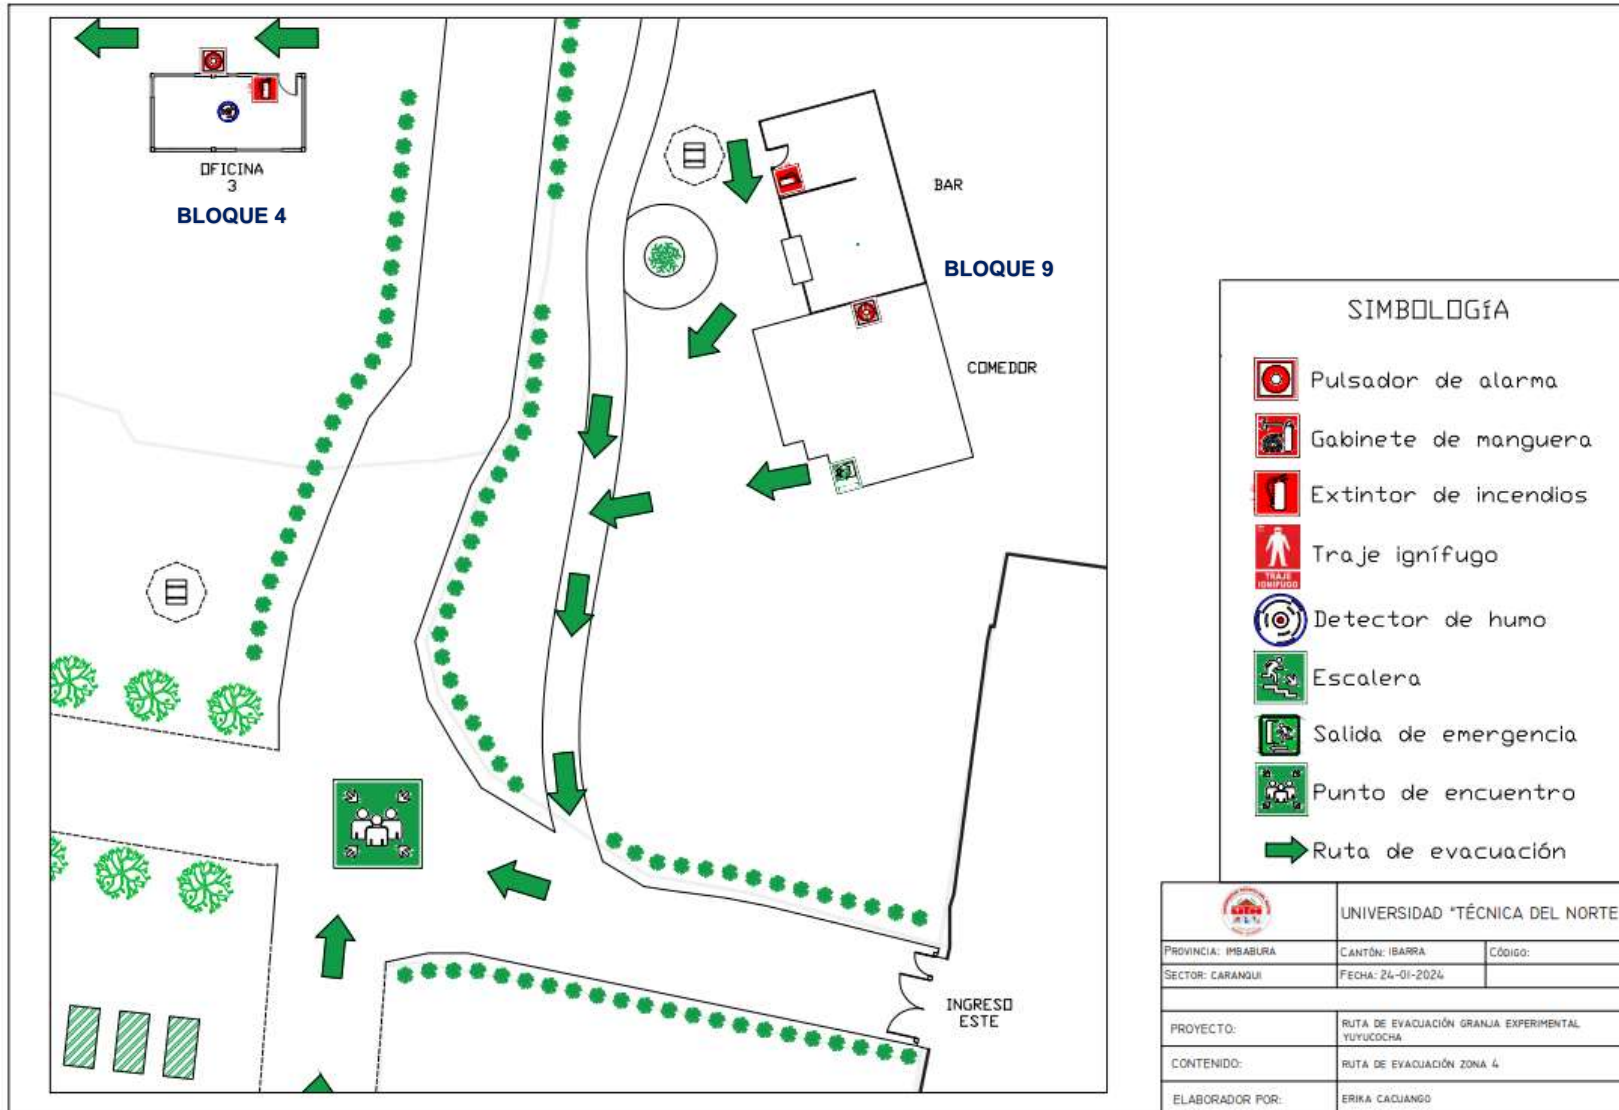 OFICINA
3
BLOQUE 4
BAR
BLOQUE 9
COMEDOR
INGRESO
ESTE
SIMBOLOGÍA
Pulsador de alarma
Gabinete de manguera
Extintor de incendios
TRAJE
IGNIFUGO
Traje ignífugo
Detector de humo
Escalera
Salida de emergencia
Punto de encuentro
Ruta de evacuación
UNIVERSIDAD "TÉCNICA DEL NORTE
PROVINCIA: IMBABURA
CANTÓN: IBARRA
CÓDIGO:
SECTOR: CARANQUI
FECHA: 24-01-2024
PROYECTO:
RUTA DE EVACUACIÓN GRANJA EXPERIMENTAL
YUYUCOCHA
CONTENIDO:
RUTA DE EVACUACIÓN ZONA 4
ELABORADOR POR:
ERIKA CACUANGO